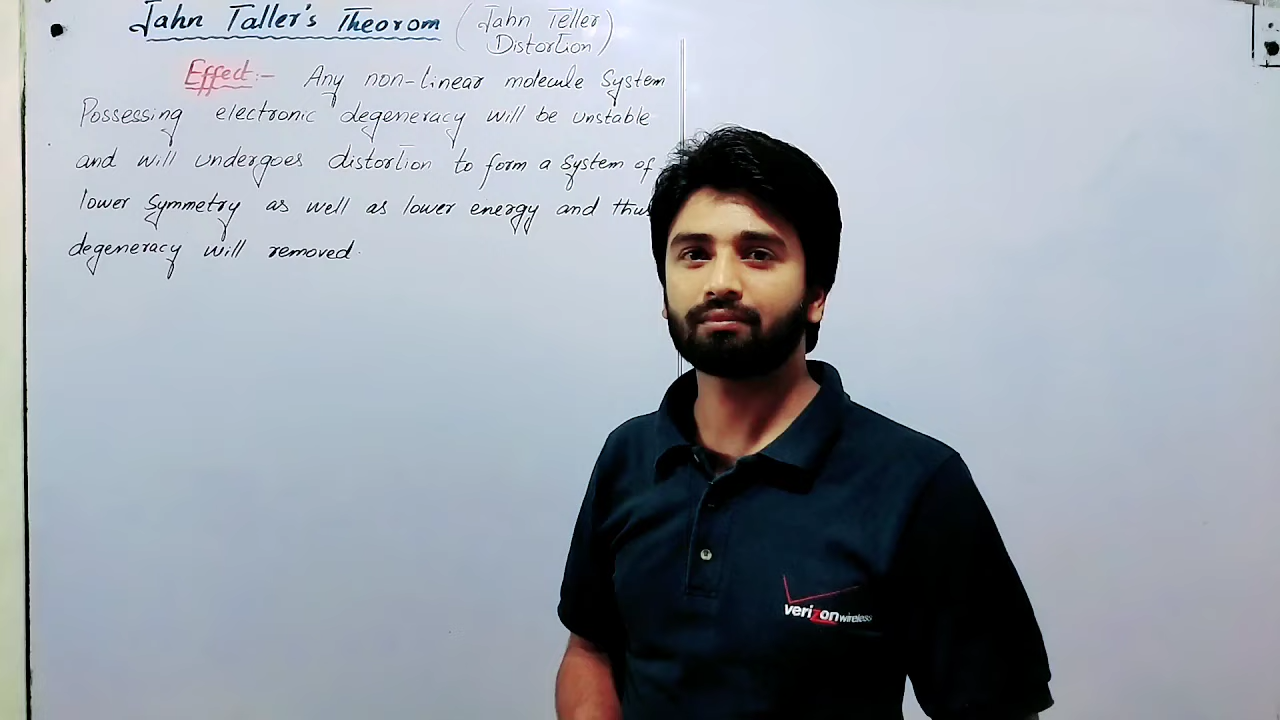 Jahn Taller's Theorom (Jahn Teller
Distortion)
Effect:- Any non-linear molecule System
Possessing electronic degeneracy will be unstable
and will undergoes distortion to form a system of
lower symmetry as well as lower energy and thus
degeneracy will removed.
verizon wireless